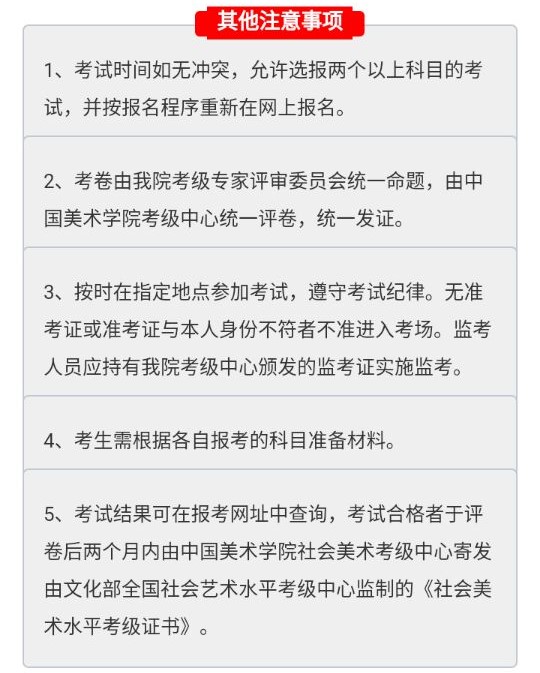 其他注意事项
1、考试时间如无冲突，允许选报两个以上科目的考
试，并按报名程序重新在网上报名。
2、考卷由我院考级专家评审委员会统一命题，由中
国美术学院考级中心统一评卷，统一发证。
3、按时在指定地点参加考试，遵守考试纪律。无准
考证或准考证与本人身份不符者不准进入考场。监考
人员应持有我院考级中心颁发的监考证实施监考。
4、考生需根据各自报考的科目准备材料。
5、考试结果可在报考网址中查询，考试合格者于评
卷后两个月内由中国美术学院社会美术考级中心寄发
由文化部全国社会艺术水平考级中心监制的《社会美
术水平考级证书》。